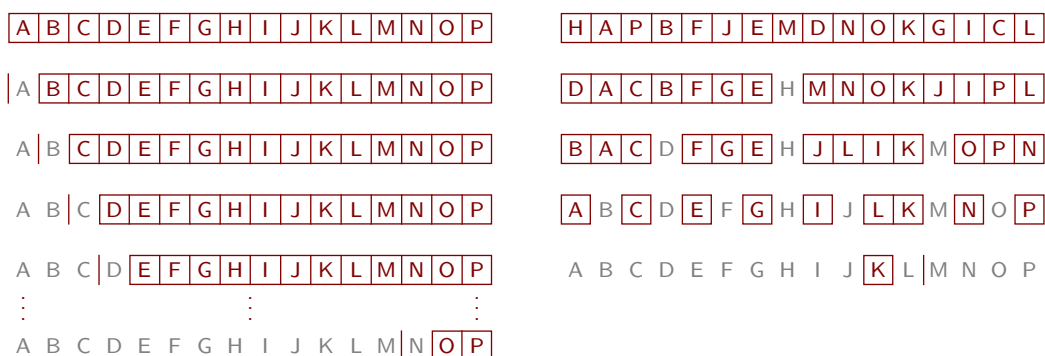 A B C D E F G H I J K L M N O P
A B C D E F G H I J K L M N O P
A B C D E F G H I J K L M N O P
A B C D E F G H I J K L M N O P
A B C D E F G H I J K L M N O P
A B C D E F G H I J K L M N O P
H A P B F J E M D N O K G I C L
D A C B F G E H M N O K J I P L
B A C D F G E H J L I K M O P N
A B C D E F G H I J L K M N O P
A B C D E F G H I J K L M N O P